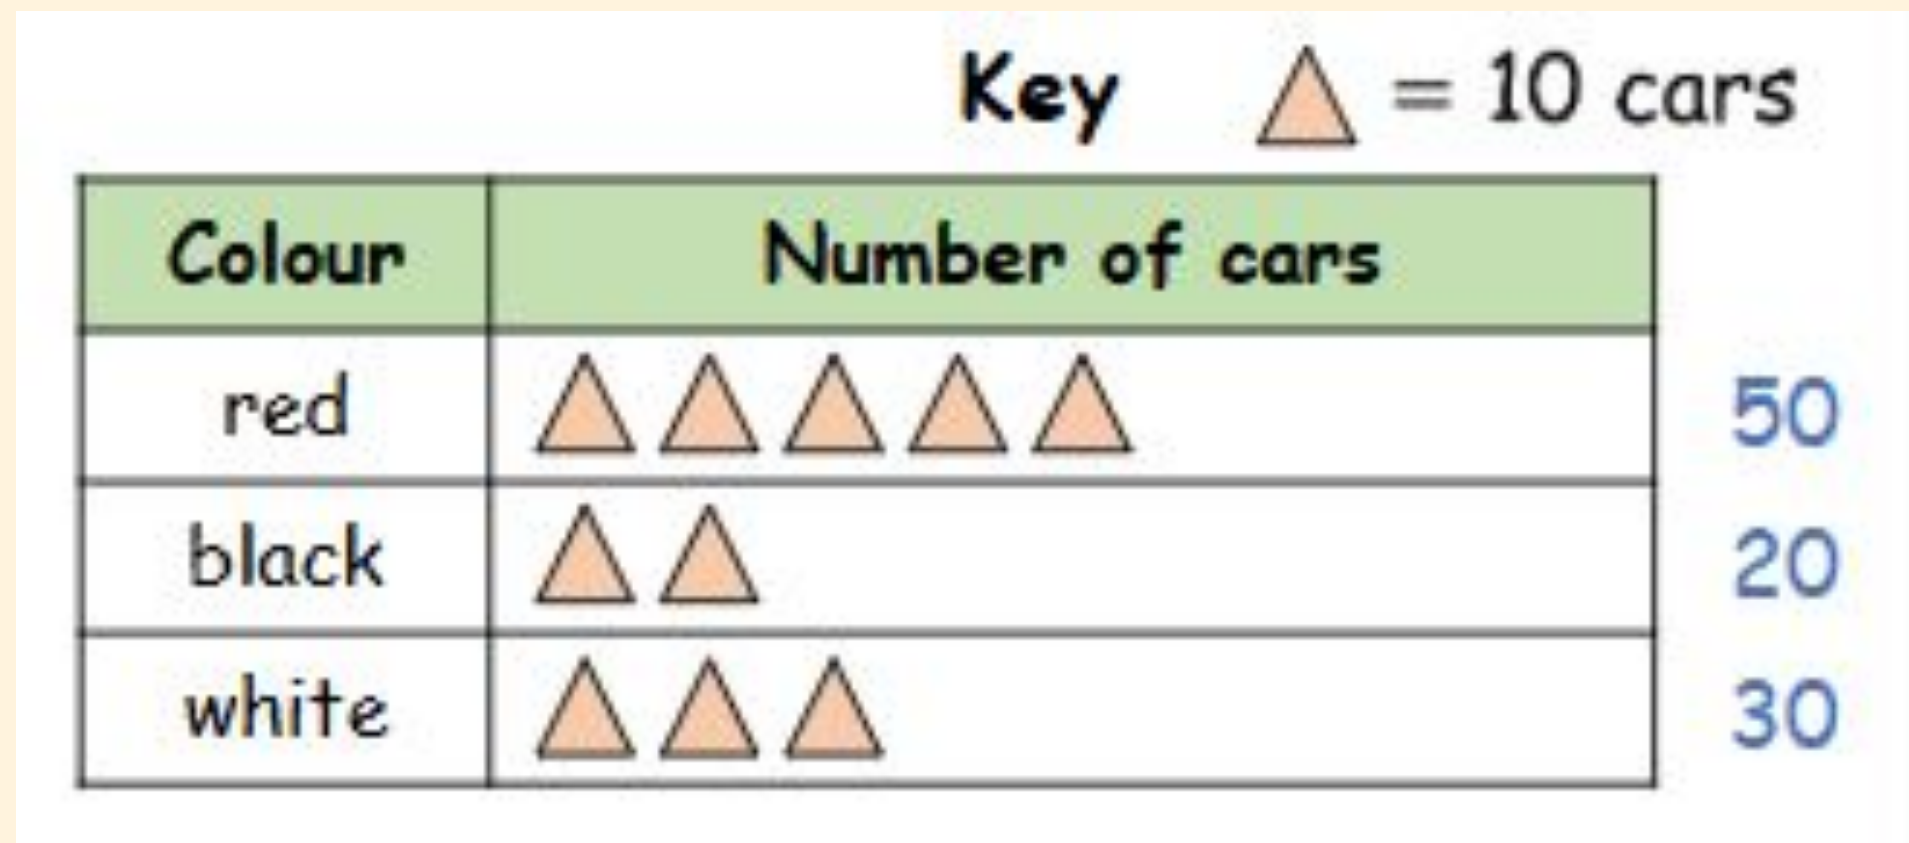 Key = 10 cars
Colour Number of cars
red 50
black 20
white 30